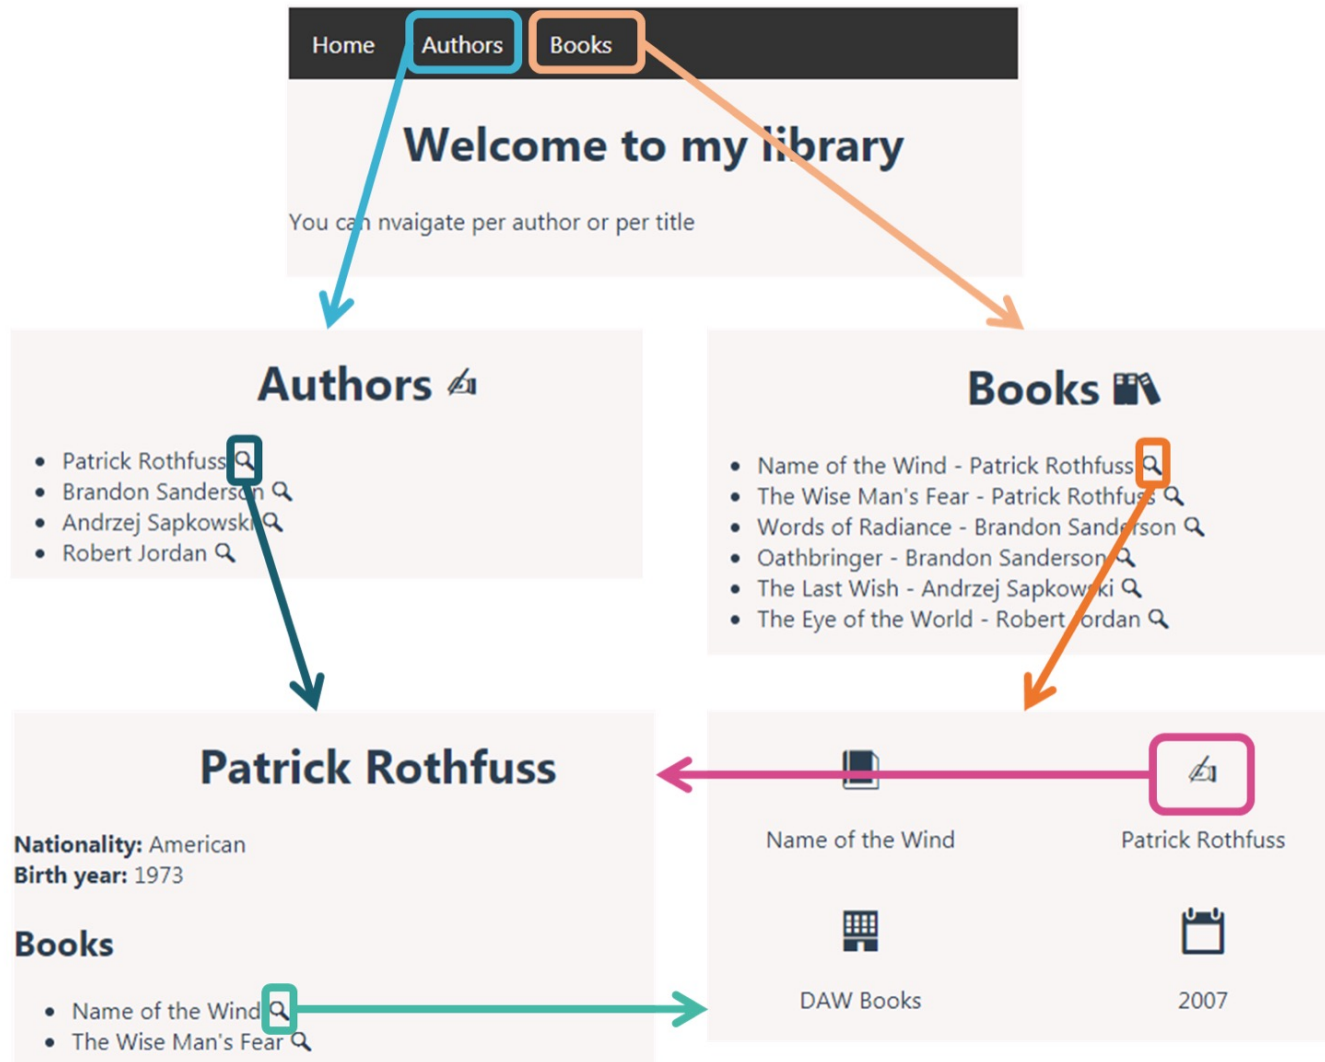 Home Authors Books
Welcome to my library
You can nvaigate per author or per title
Authors
Patrick Rothfuss
Brandon Sanderson
Andrzej Sapkowski
Robert Jordan
Books
Name of the Wind - Patrick Rothfuss
The Wise Man's Fear - Patrick Rothfuss
Words of Radiance - Brandon Sanderson
Oathbringer - Brandon Sanderson
The Last Wish - Andrzej Sapkowski
The Eye of the World - Robert Jordan
Patrick Rothfuss
Nationality: American
Birth year: 1973
Books
Name of the Wind
The Wise Man's Fear
Name of the Wind
Patrick Rothfuss
DAW Books
2007